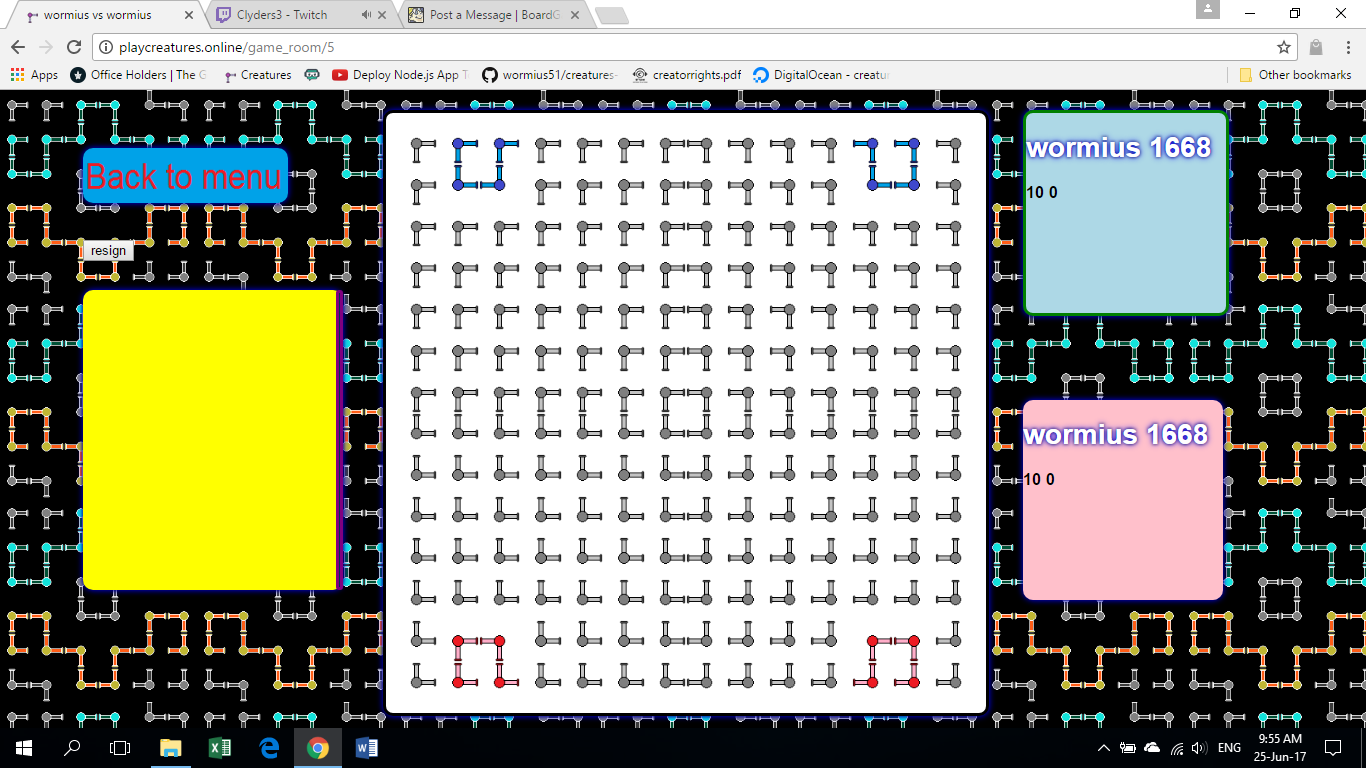 wormius vs wormius
Clyders3 - Twitch
Post a Message | BoardG
playcreatures.online/game_room/5
Apps
Office Holders | The G
Creatures
Deploy Node.js App T
wormius51/creatures-
creatorrights.pdf
DigitalOcean - creatur
Other bookmarks
Back to menu
resign
wormius 1668
10 0
wormius 1668
10 0
ENG
9:55 AM
25-Jun-17